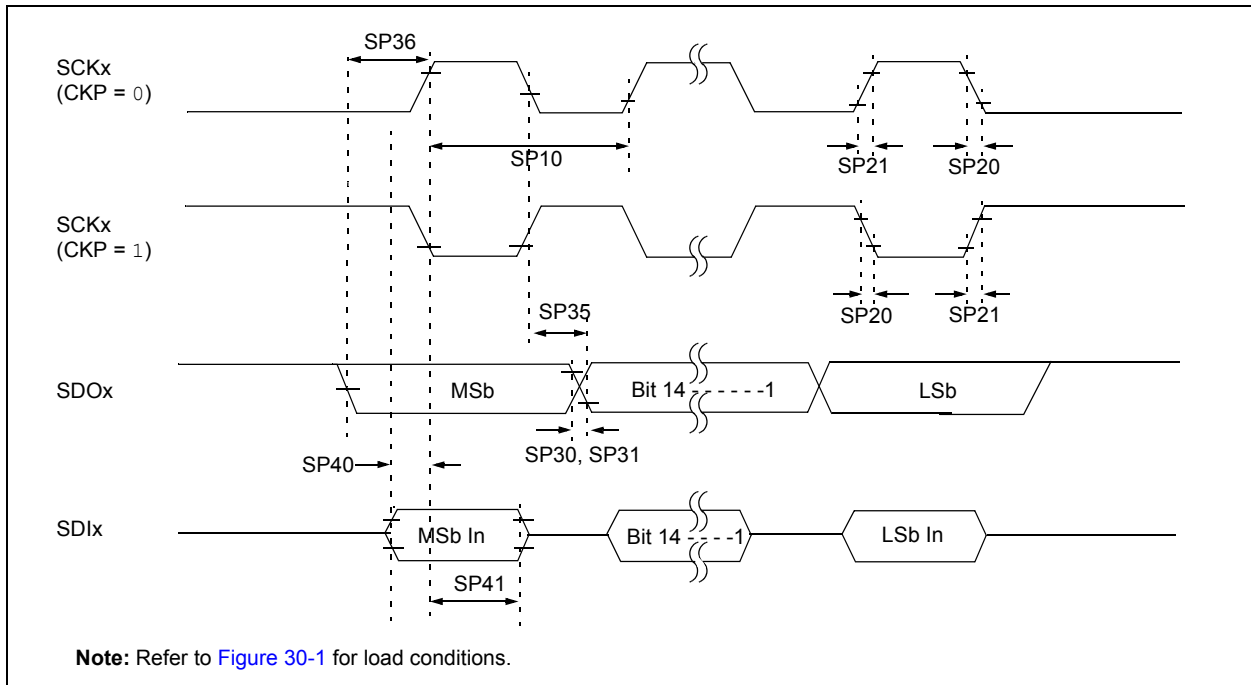 SP36
SCKx
(CKP = 0)
SP10
SP21
SP20
SCKx
(CKP = 1)
SP35
SP20
SP21
SDOx
MSb
Bit 14 - - - - - -1
LSb
SP30, SP31
SP40
SDIx
MSb In
Bit 14 - - - - -1
LSb In
SP41
Note: Refer to Figure 30-1 for load conditions.